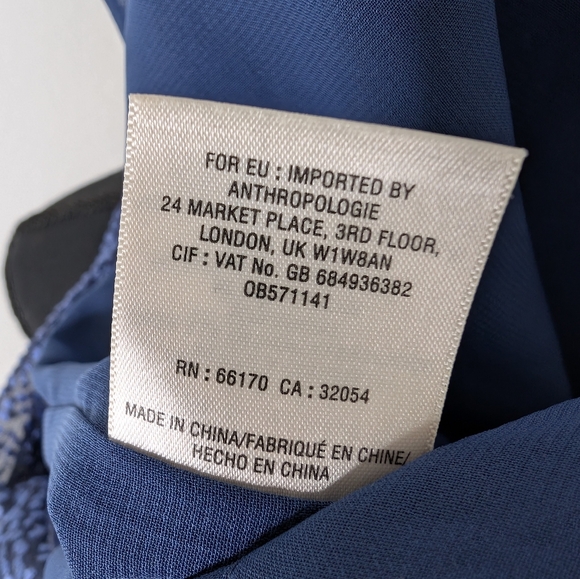 FOR EU : IMPORTED BY
ANTHROPOLOGIE
24 MARKET PLACE, 3RD FLOOR,
LONDON, UK W1W8AN
CIF : VAT No. GB 684936382
OB571141
RN : 66170 CA : 32054
MADE IN CHINA/FABRIQUÉ EN CHINE/
HECHO EN CHINA